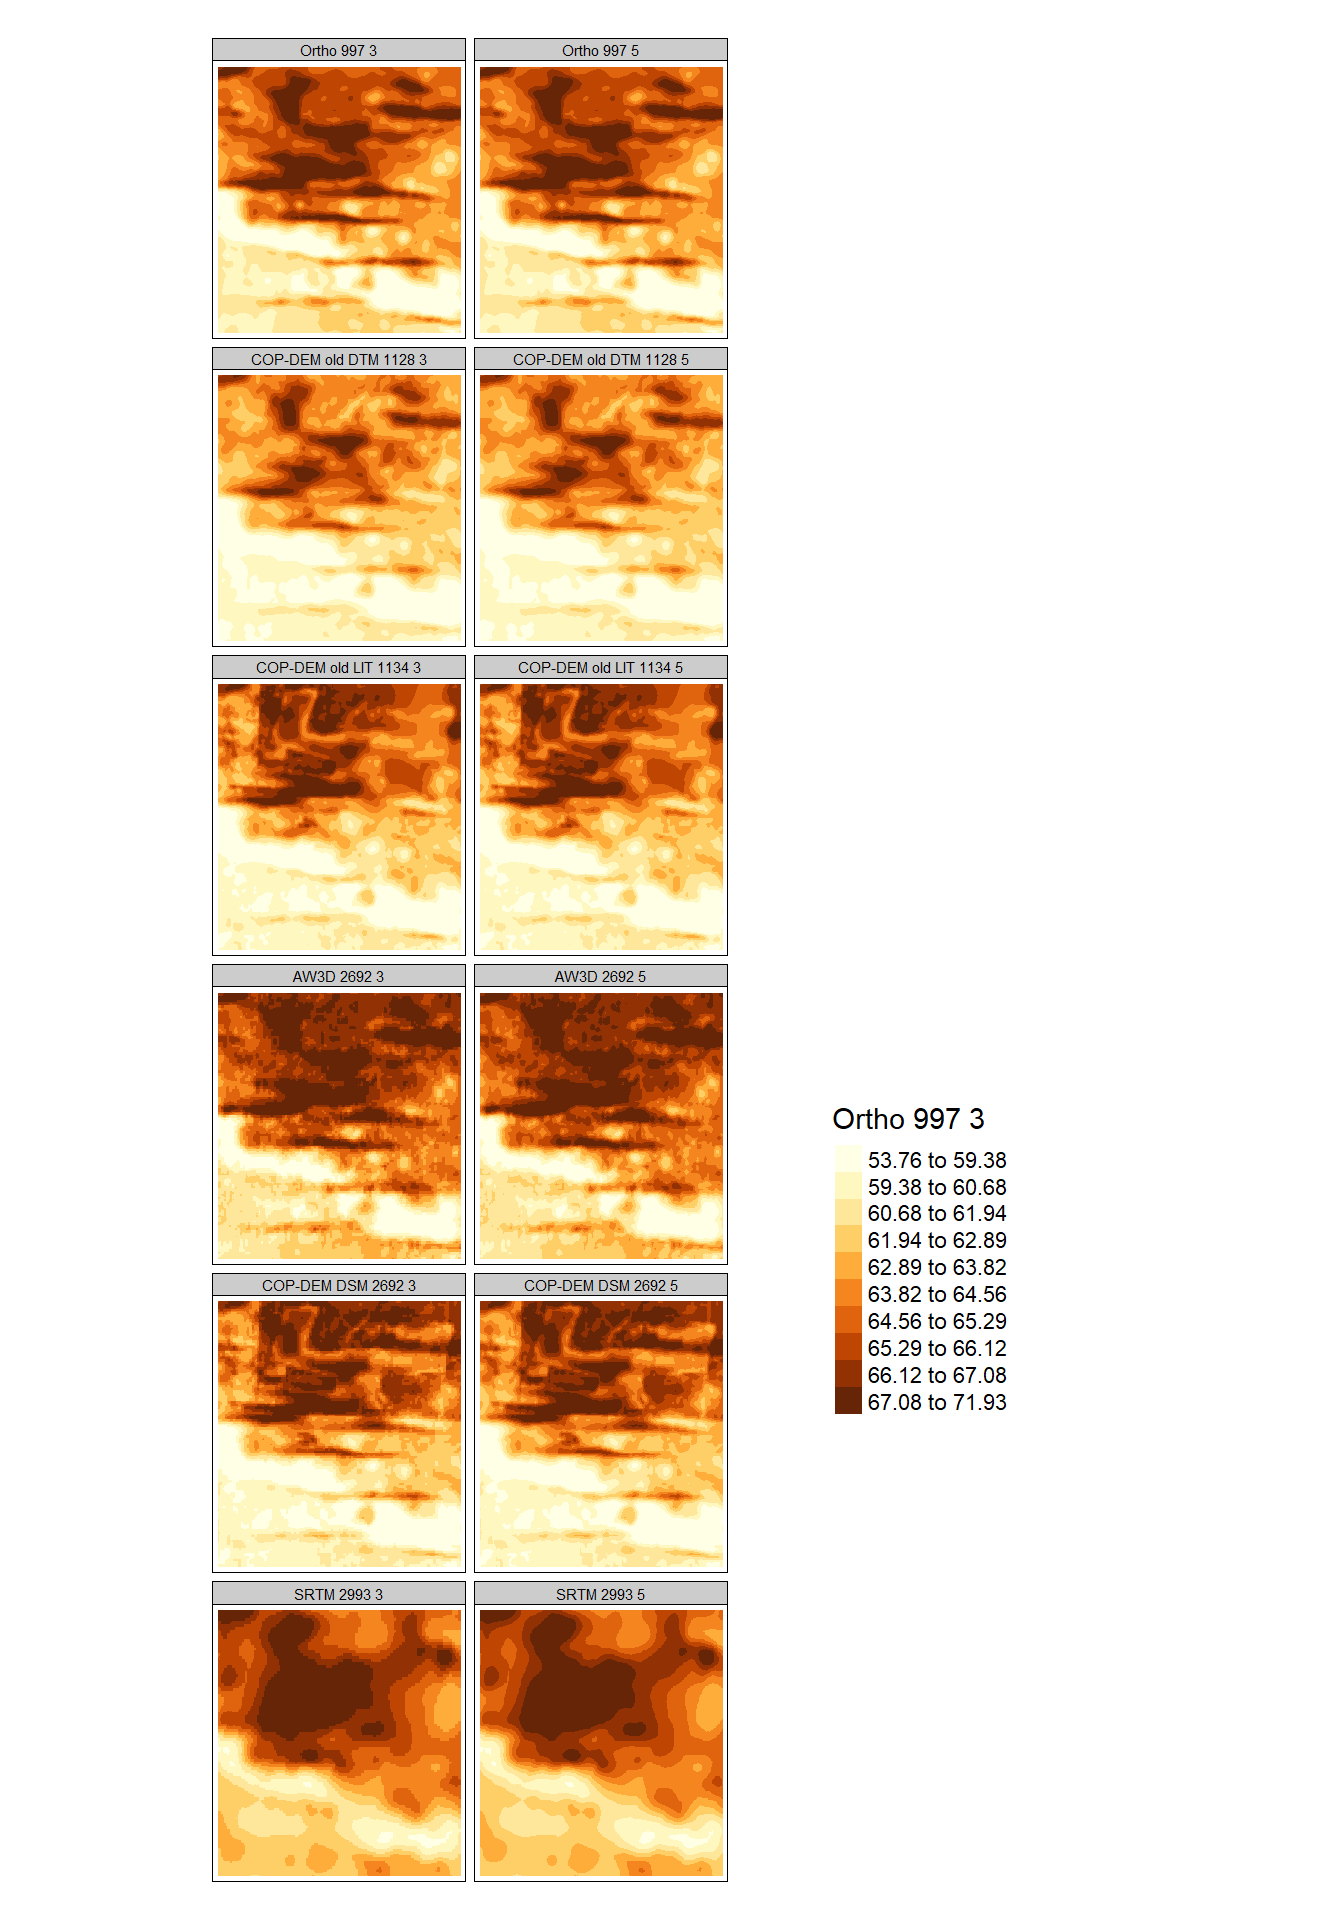 Ortho 997 3
Ortho 997 5
COP-DEM old DTM 1128 3
COP-DEM old DTM 1128 5
COP-DEM old LIT 1134 3
COP-DEM old LIT 1134 5
AW3D 2692 3
AW3D 2692 5
COP-DEM DSM 2692 3
COP-DEM DSM 2692 5
SRTM 2993 3
SRTM 2993 5
Ortho 997 3
53.76 to 59.38
59.38 to 60.68
60.68 to 61.94
61.94 to 62.89
62.89 to 63.82
63.82 to 64.56
64.56 to 65.29
65.29 to 66.12
66.12 to 67.08
67.08 to 71.93